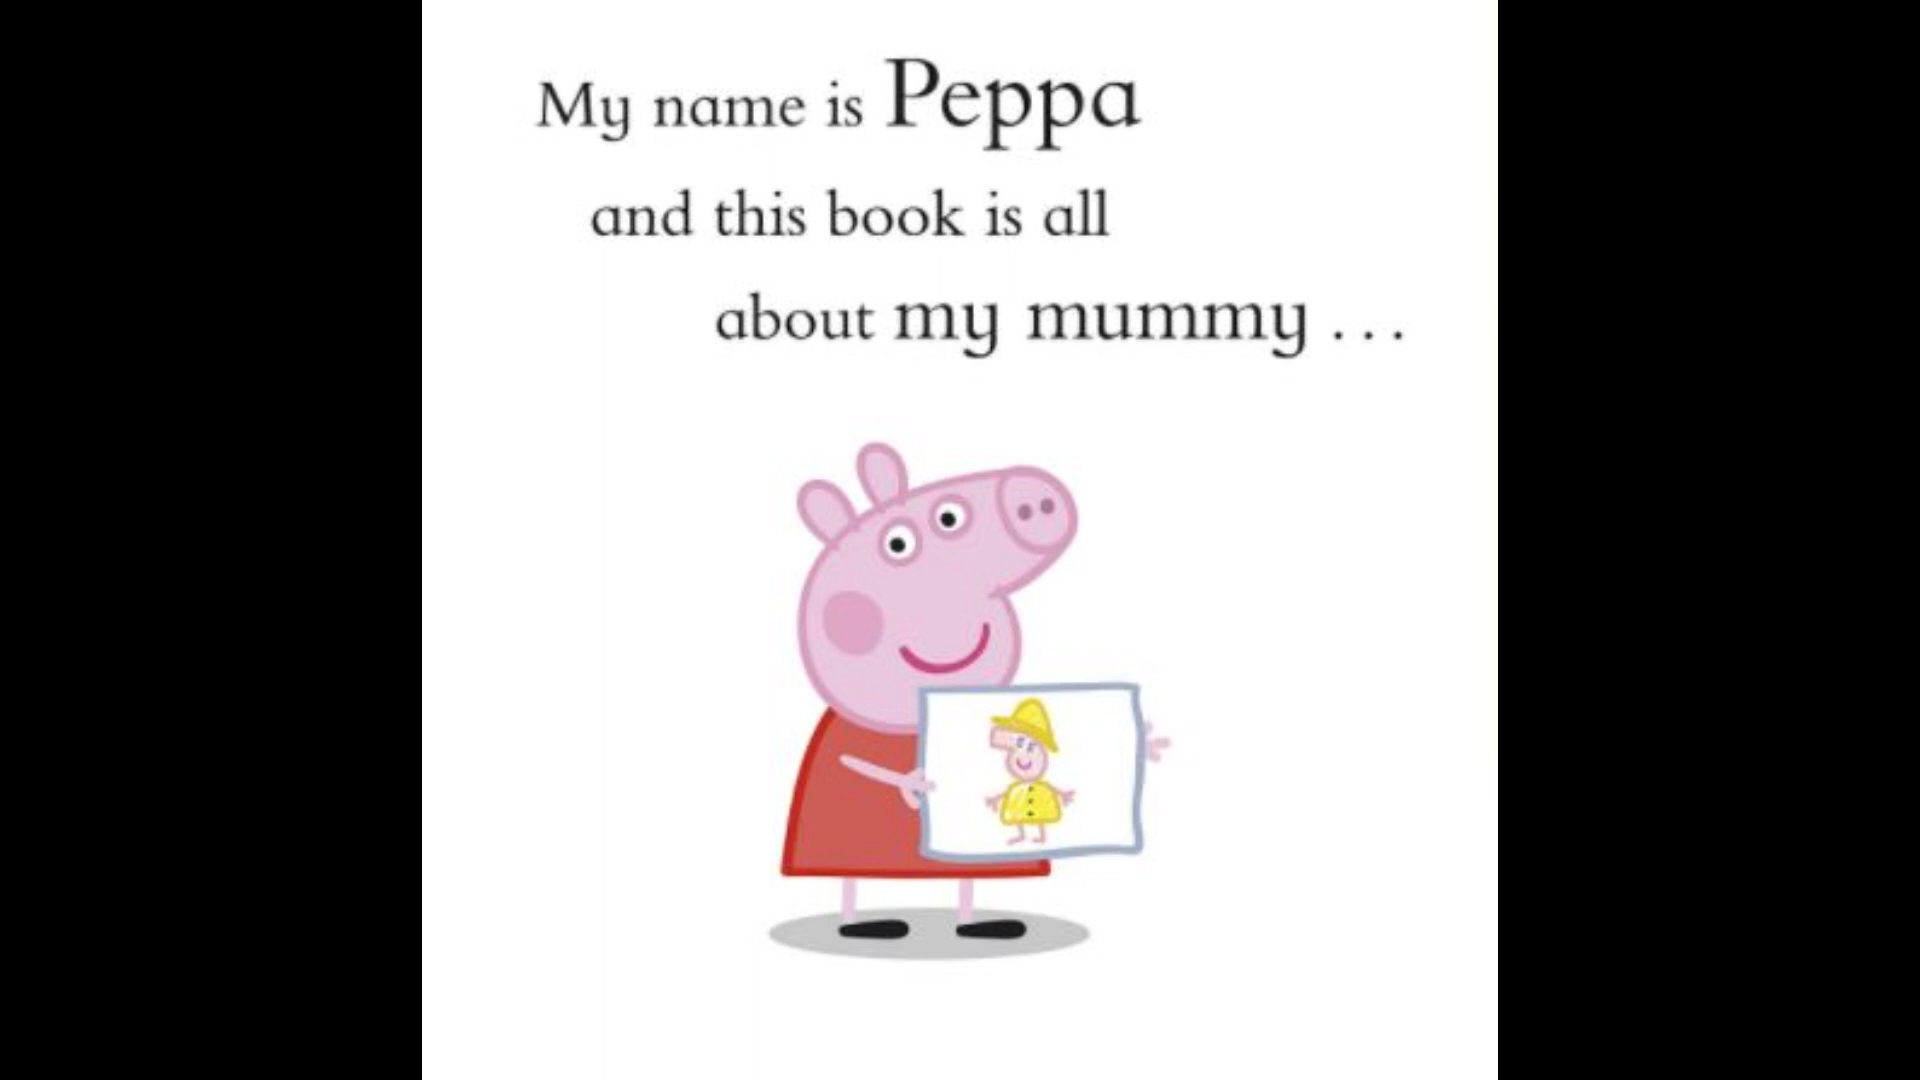 My name is Peppa
and this book is all
about my mummy . . .